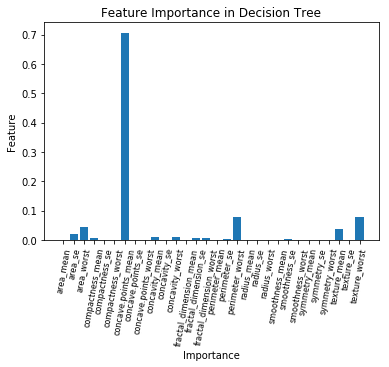 Feature Importance in Decision Tree
Feature
0.7
0.6
0.5
0.4
0.3
0.2
0.1
0.0
area_mean
area_se
area_worst
compactness_mean
compactness_se
compactness_worst
concave points_mean
concave points_se
concave points_worst
concavity_mean
concavity_se
concavity_worst
fractal_dimension_mean
fractal_dimension_se
fractal_dimension_worst
perimeter_mean
perimeter_se
perimeter_worst
radius_mean
radius_se
radius_worst
smoothness_mean
smoothness_se
smoothness_worst
symmetry_mean
symmetry_se
symmetry_worst
texture_mean
texture_se
texture_worst
Importance